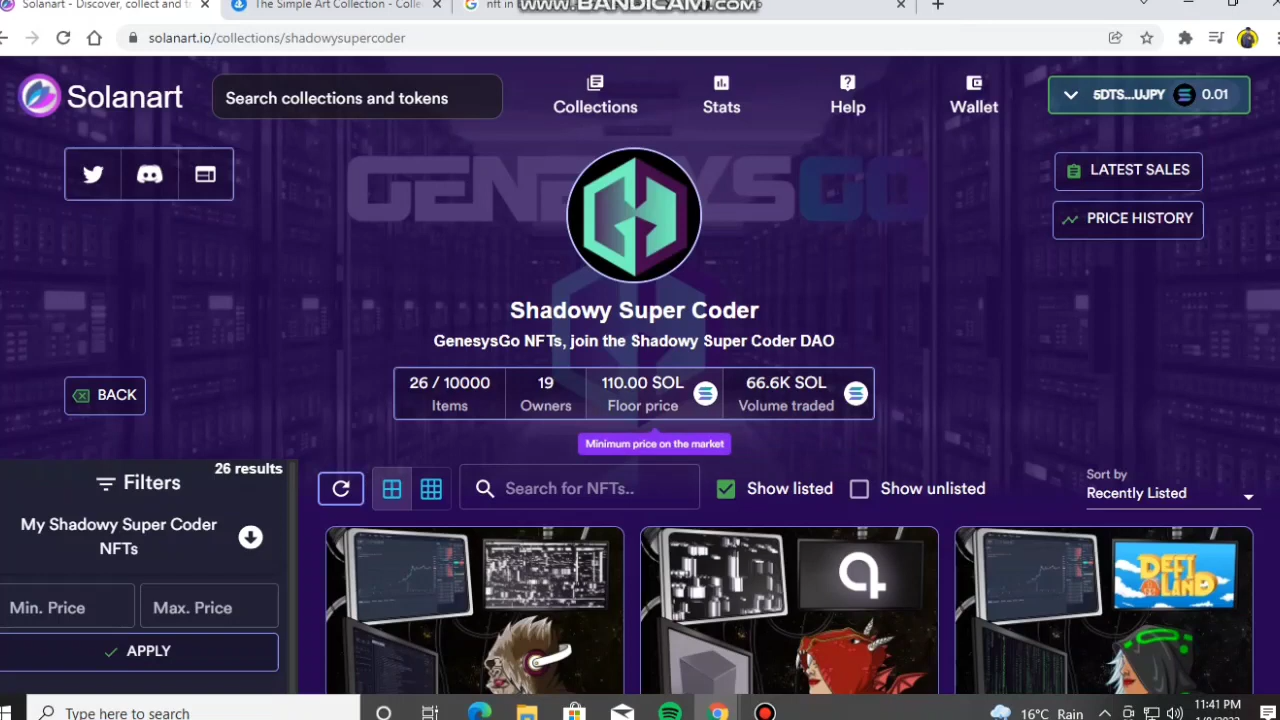 Solanart - Discover, collect and tr
The Simple Art Collection - Colle
nft in
WWW.BANDICAM.COM
solanart.io/collections/shadowysupercoder
Solanart
Search collections and tokens
Collections
Stats
Help
Wallet
5DTS...UJPY
0.01
GENESYSGO
LATEST SALES
PRICE HISTORY
Shadowy Super Coder
GenesysGo NFTs, join the Shadowy Super Coder DAO
BACK
26 / 10000
Items
19
Owners
110.00 SOL
Floor price
66.6K SOL
Volume traded
Minimum price on the market
26 results
Filters
My Shadowy Super Coder
NFTs
Min. Price
Max. Price
APPLY
Search for NFTs..
Show listed
Show unlisted
Sort by
Recently Listed
DEFI
LAND
Type here to search
16°C Rain
11:41 PM